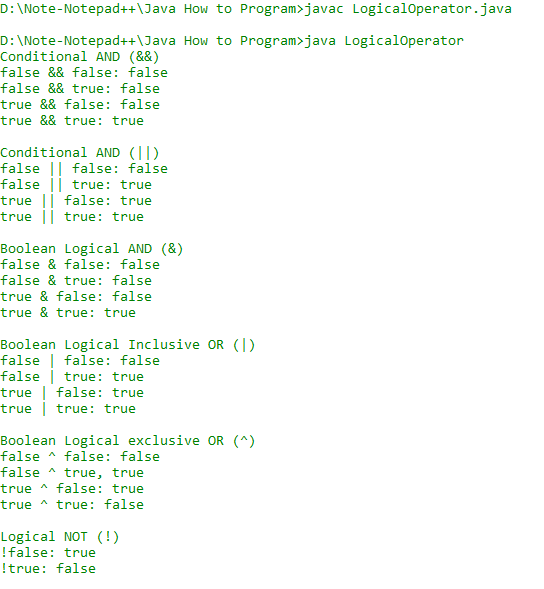 D:\Note-Notepad++\Java How to Program>javac LogicalOperator.java
D:\Note-Notepad++\Java How to Program>java LogicalOperator
Conditional AND (&&)
false && false: false
false && true: false
true && false: false
true && true: true
Conditional AND (||)
false || false: false
false || true: true
true || false: true
true || true: true
Boolean Logical AND (&)
false & false: false
false & true: false
true & false: false
true & true: true
Boolean Logical Inclusive OR (|)
false | false: false
false | true: true
true | false: true
true | true: true
Boolean Logical exclusive OR (^)
false ^ false: false
false ^ true, true
true ^ false: true
true ^ true: false
Logical NOT (!)
!false: true
!true: false